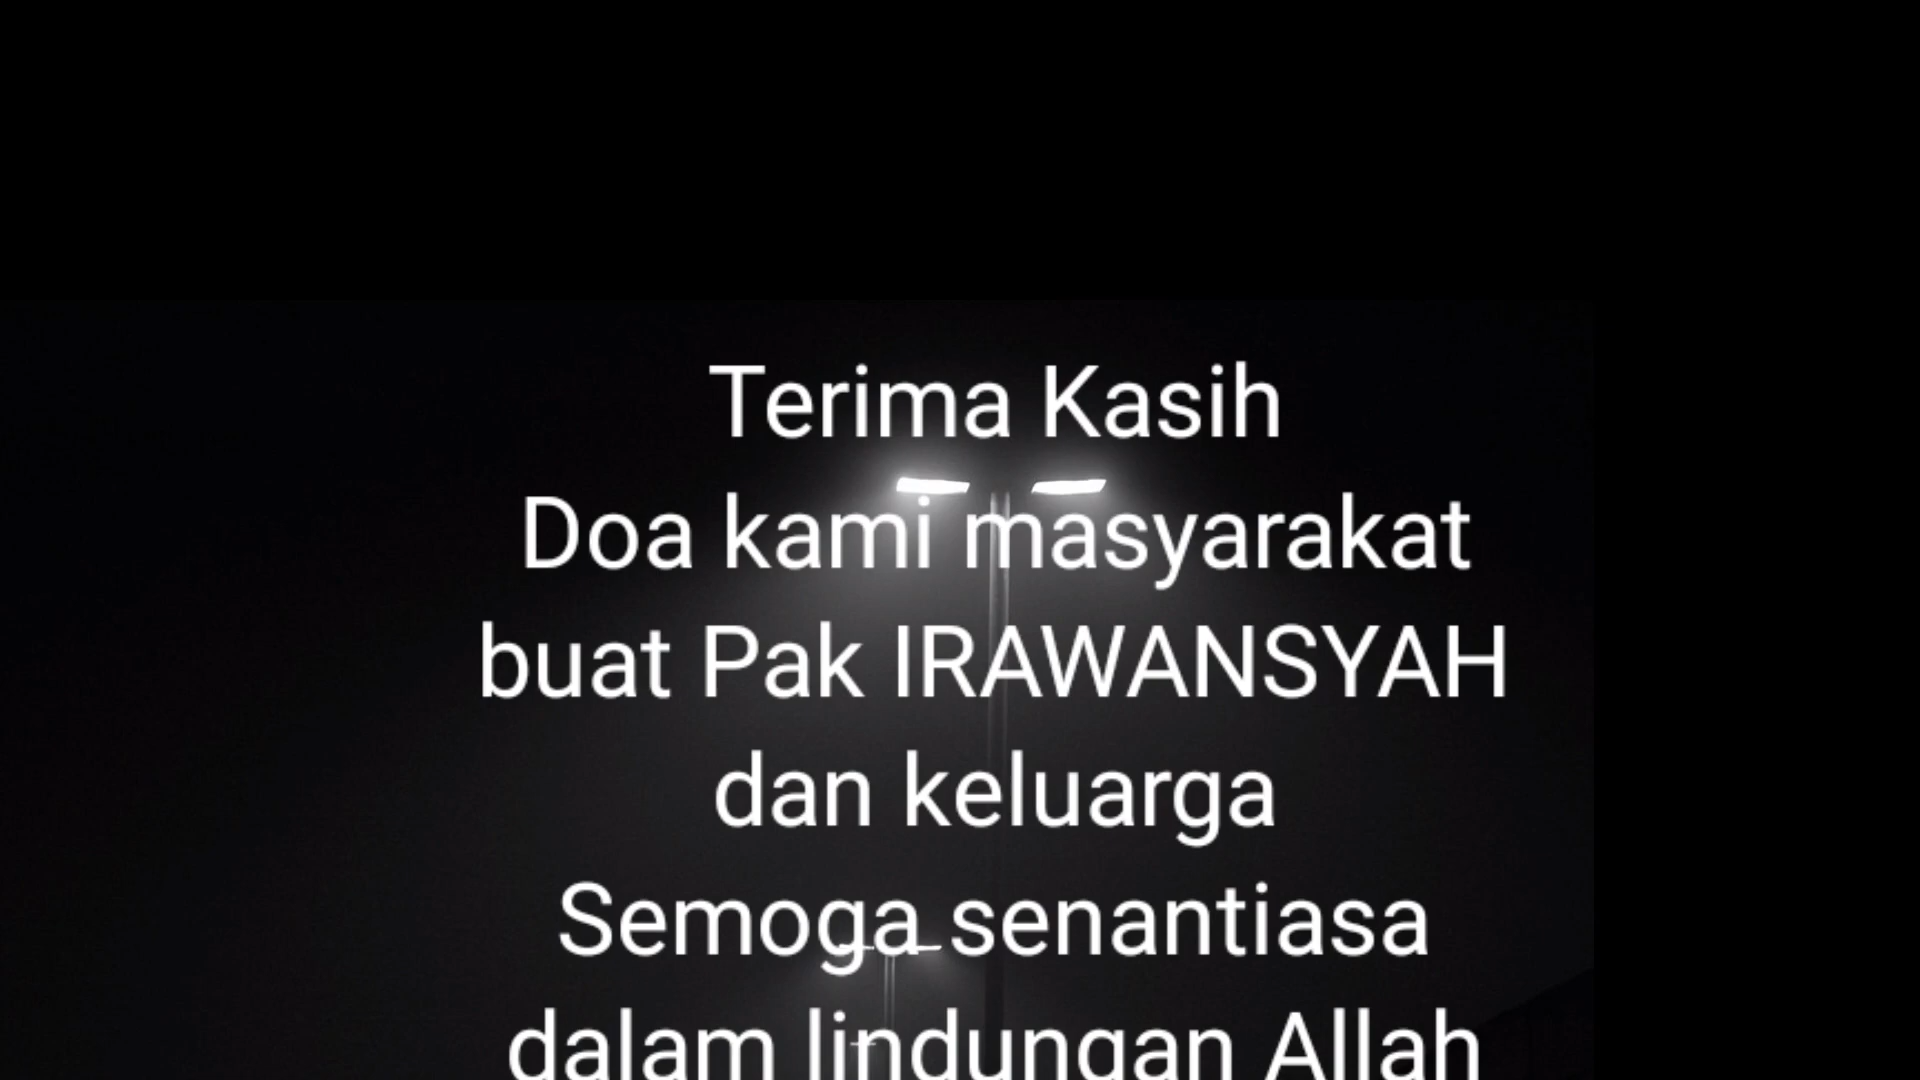 Terima Kasih
Doa kami masyarakat
buat Pak IRAWANSYAH
dan keluarga
Semoga senantiasa
dalam lindungan Allah